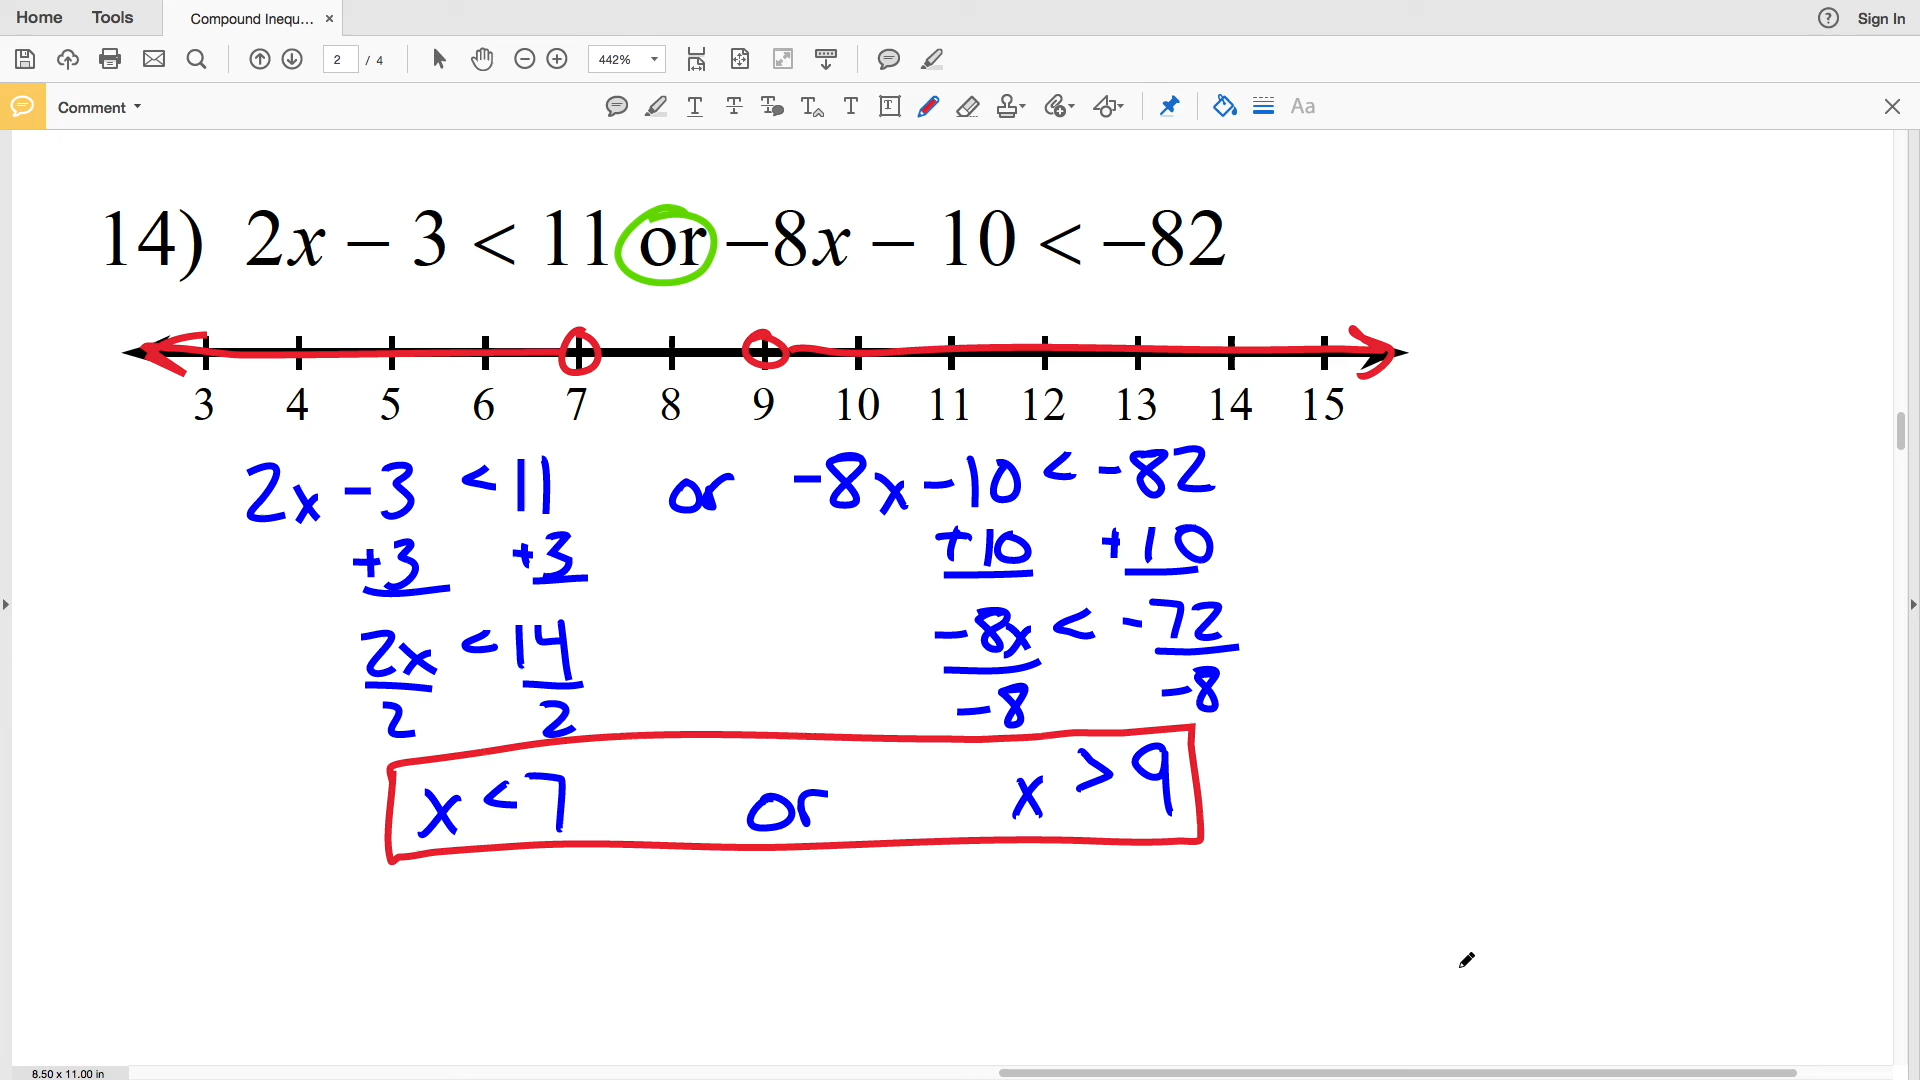 Home Tools Compound Inequ... × ? Sign In
2 / 4 442%
Comment T T T T T T Aa
14) 2x − 3 < 11 or −8x − 10 < −82
3 4 5 6 7 8 9 10 11 12 13 14 15
2x - 3 < 11 or -8x - 10 < -82
+3 +3 +10 +10
2x < 14 -8x < -72
2 2 -8 -8
x < 7 or x > 9
8.50 x 11.00 in